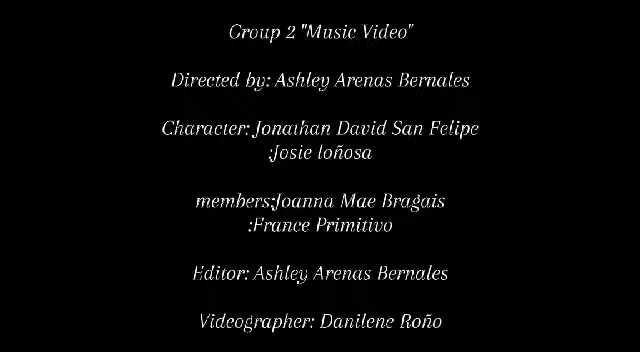 Group 2 "Music Video"
Directed by: Ashley Arenas Bernales
Character: Jonathan David San Felipe
:Josie loñosa
members;Joanna Mae Bragais
:France Primitivo
Editor: Ashley Arenas Bernales
Videographer: Danilene Roño